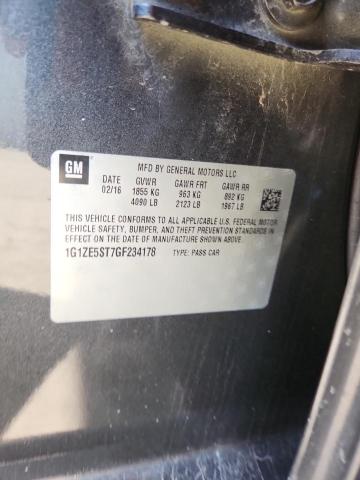 GM
MFD BY GENERAL MOTORS LLC
DATE GVWR GAWR FRT GAWR RR
02/16 1855 KG 963 KG 892 KG
4090 LB 2123 LB 1967 LB
THIS VEHICLE CONFORMS TO ALL APPLICABLE U.S. FEDERAL MOTOR
VEHICLE SAFETY, BUMPER, AND THEFT PREVENTION STANDARDS
IN EFFECT ON THE DATE OF MANUFACTURE SHOWN ABOVE.
1G1ZE5ST7GF234178 TYPE: PASS CAR